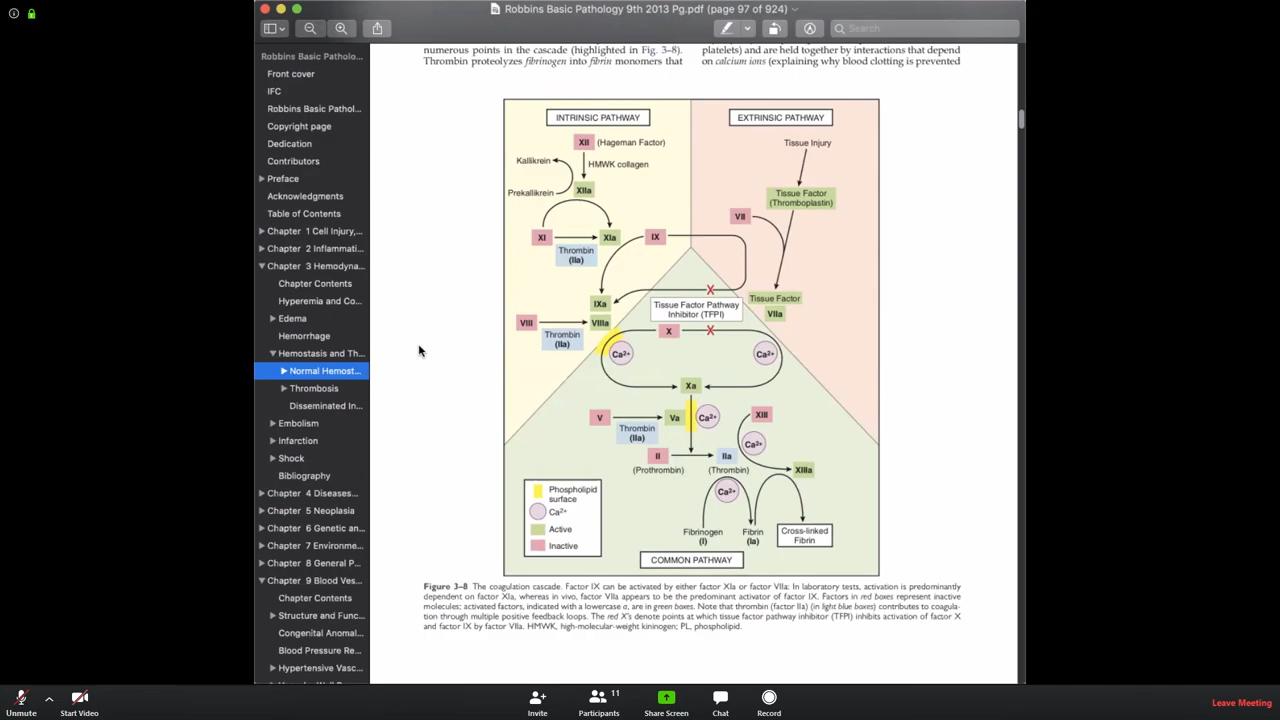 Robbins Basic Pathology 9th 2013 Pg.pdf (page 97 of 924)
Search
Robbins Basic Patholo...
Front cover
IFC
Robbins Basic Pathol...
Copyright page
Dedication
Contributors
Preface
Acknowledgments
Table of Contents
Chapter 1 Cell Injury,...
Chapter 2 Inflammati...
Chapter 3 Hemodyna...
Chapter Contents
Hyperemia and Co...
Edema
Hemorrhage
Hemostasis and Th...
Normal Hemost...
Thrombosis
Disseminated In...
Embolism
Infarction
Shock
Bibliography
Chapter 4 Diseases...
Chapter 5 Neoplasia
Chapter 6 Genetic an...
Chapter 7 Environme...
Chapter 8 General P...
Chapter 9 Blood Ves...
Chapter Contents
Structure and Func...
Congenital Anomal...
Blood Pressure Re...
Hypertensive Vasc...
numerous points in the cascade (highlighted in Fig. 3-8).
Thrombin proteolyzes fibrinogen into fibrin monomers that
platelets) and are held together by interactions that depend
on calcium ions (explaining why blood clotting is prevented
INTRINSIC PATHWAY
EXTRINSIC PATHWAY
XII (Hageman Factor)
Tissue Injury
Kallikrein
HMWK collagen
Prekallikrein
XIIa
Tissue Factor
(Thromboplastin)
VII
XI
XIa
IX
Thrombin
(IIa)
X
IXa
Tissue Factor Pathway
Inhibitor (TFPI)
Tissue Factor
VIIa
VIII
VIIIa
Thrombin
(IIa)
X
X
Ca2+
Ca2+
Xa
V
Va
Ca2+
XIII
Thrombin
(IIa)
Ca2+
II
IIa
(Prothrombin)
(Thrombin)
XIIIa
Ca2+
Phospholipid
surface
Ca2+
Active
Inactive
Fibrinogen
(I)
Fibrin
(Ia)
Cross-linked
Fibrin
COMMON PATHWAY
Figure 3–8 The coagulation cascade. Factor IX can be activated by either factor XIa or factor VIIa: In laboratory tests, activation is predominantly
dependent on factor XIa, whereas in vivo, factor VIIa appears to be the predominant activator of factor IX. Factors in red boxes represent inactive
molecules; activated factors, indicated with a lowercase a, are in green boxes. Note that thrombin (factor IIa) (in light blue boxes) contributes to coagula-
tion through multiple positive feedback loops. The red X's denote points at which tissue factor pathway inhibitor (TFPI) inhibits activation of factor X
and factor IX by factor VIIa. HMWK, high-molecular-weight kininogen; PL, phospholipid.
Unmute
Start Video
Invite
Participants
11
Share Screen
Chat
Record
Leave Meeting